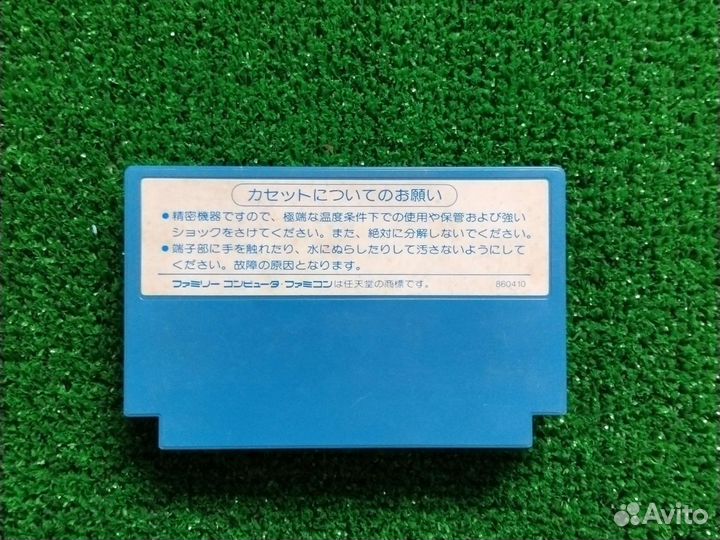 カセットについてのお願い
●精密機器ですので、極端な温度条件下での使用や保管および強い
ショックをさけてください。また、絶対に分解しないでください。
●端子部に手を触れたり、水にぬらしたりして汚さないようにして
ください。故障の原因となります。
ファミリー コンピュータ・ファミコンは任天堂の商標です。 860410
Avito